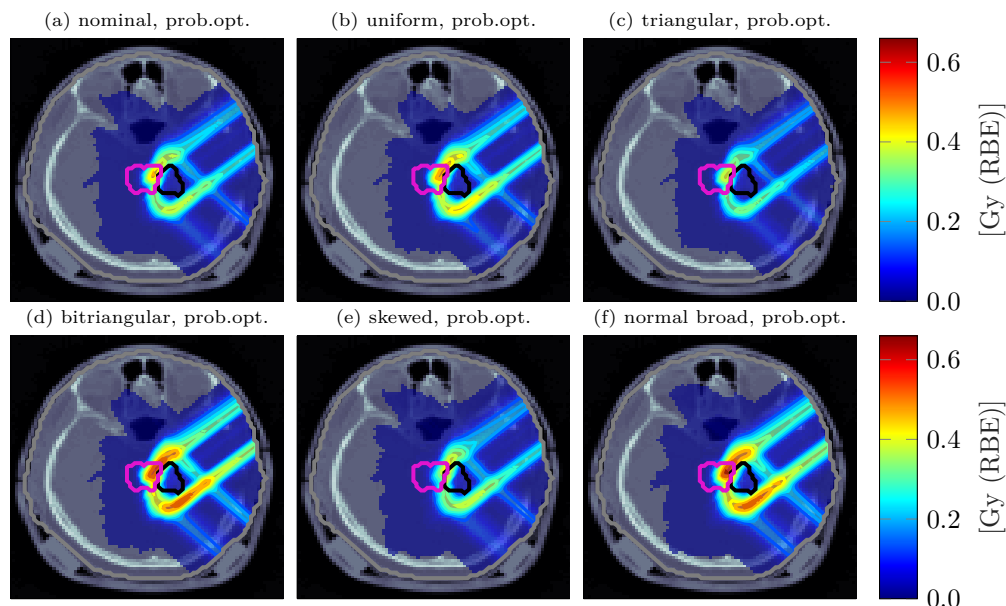 (a) nominal, prob.opt.
(b) uniform, prob.opt.
(c) triangular, prob.opt.
0.6
0.4
0.2
0.0
[Gy (RBE)]
(d) bitriangular, prob.opt.
(e) skewed, prob.opt.
(f) normal broad, prob.opt.
0.6
0.4
0.2
0.0
[Gy (RBE)]